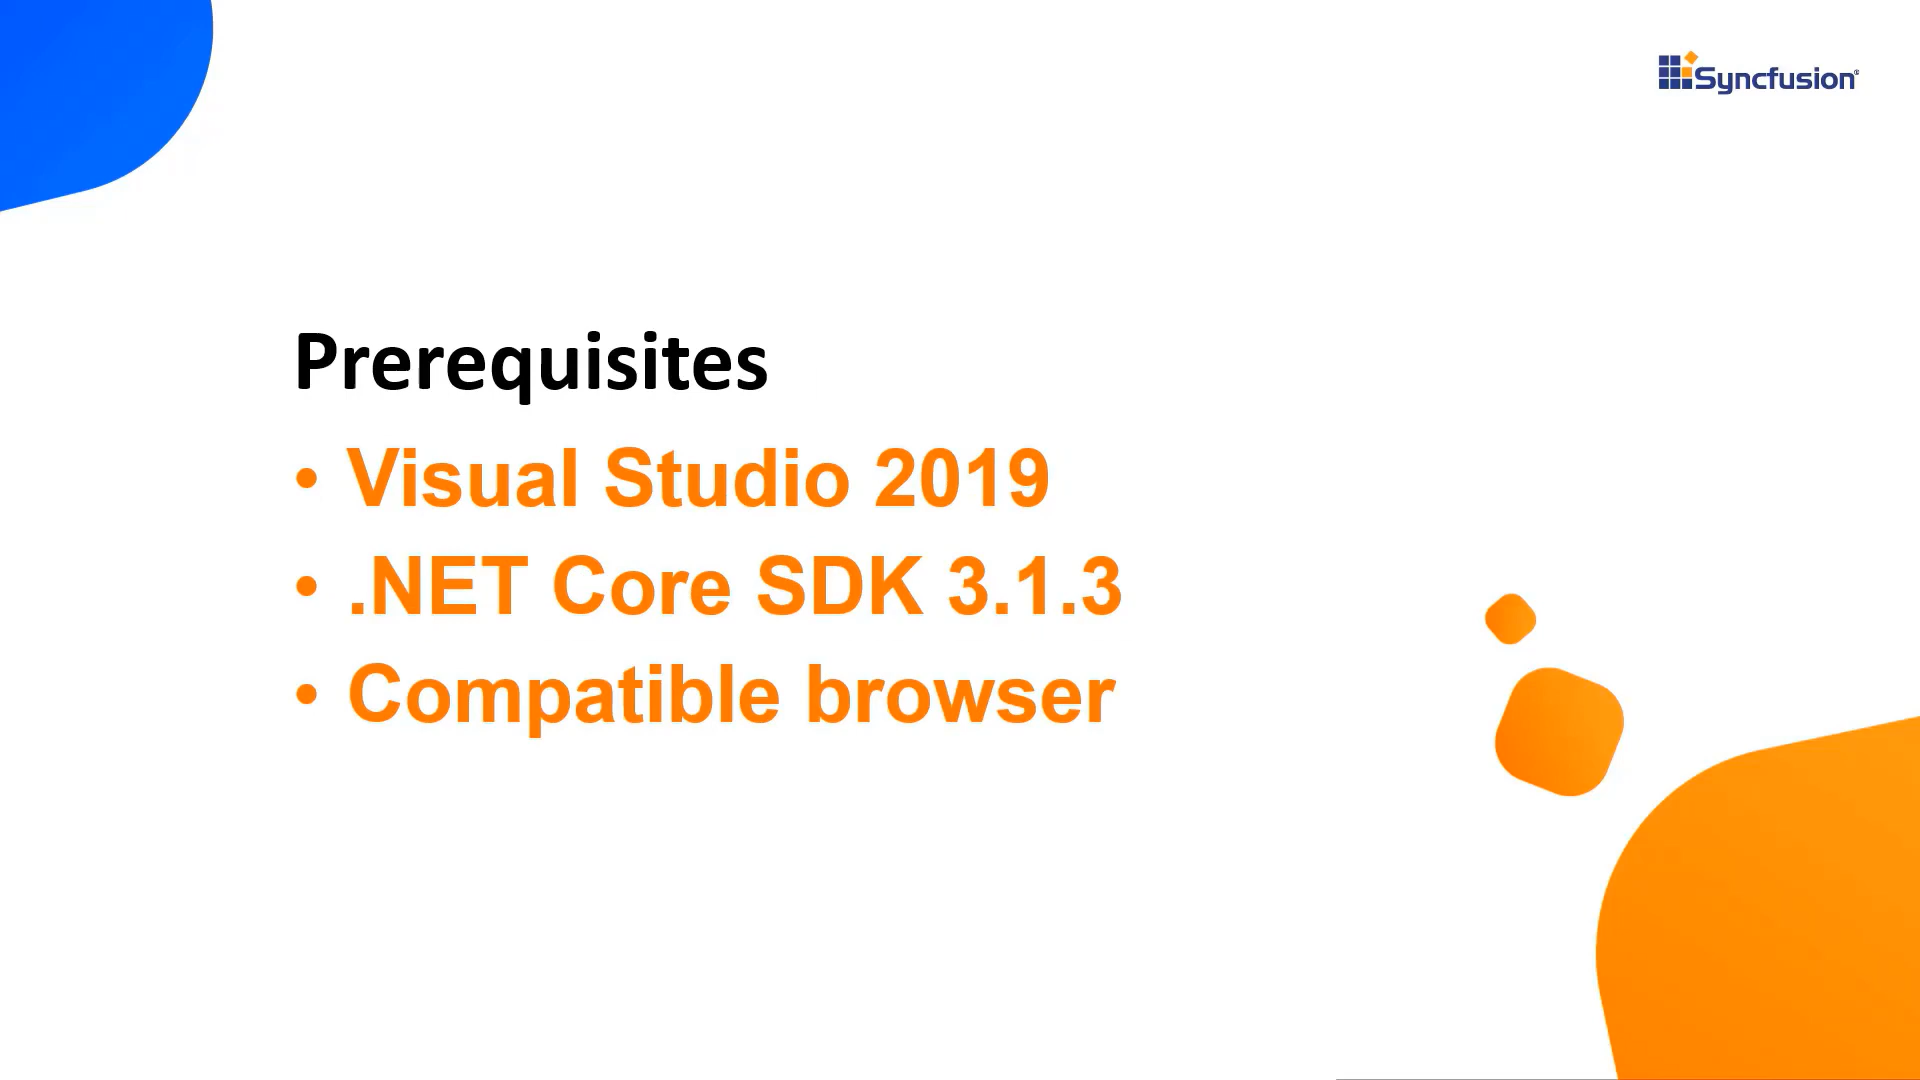 Syncfusion®
Prerequisites
• Visual Studio 2019
• .NET Core SDK 3.1.3
• Compatible browser